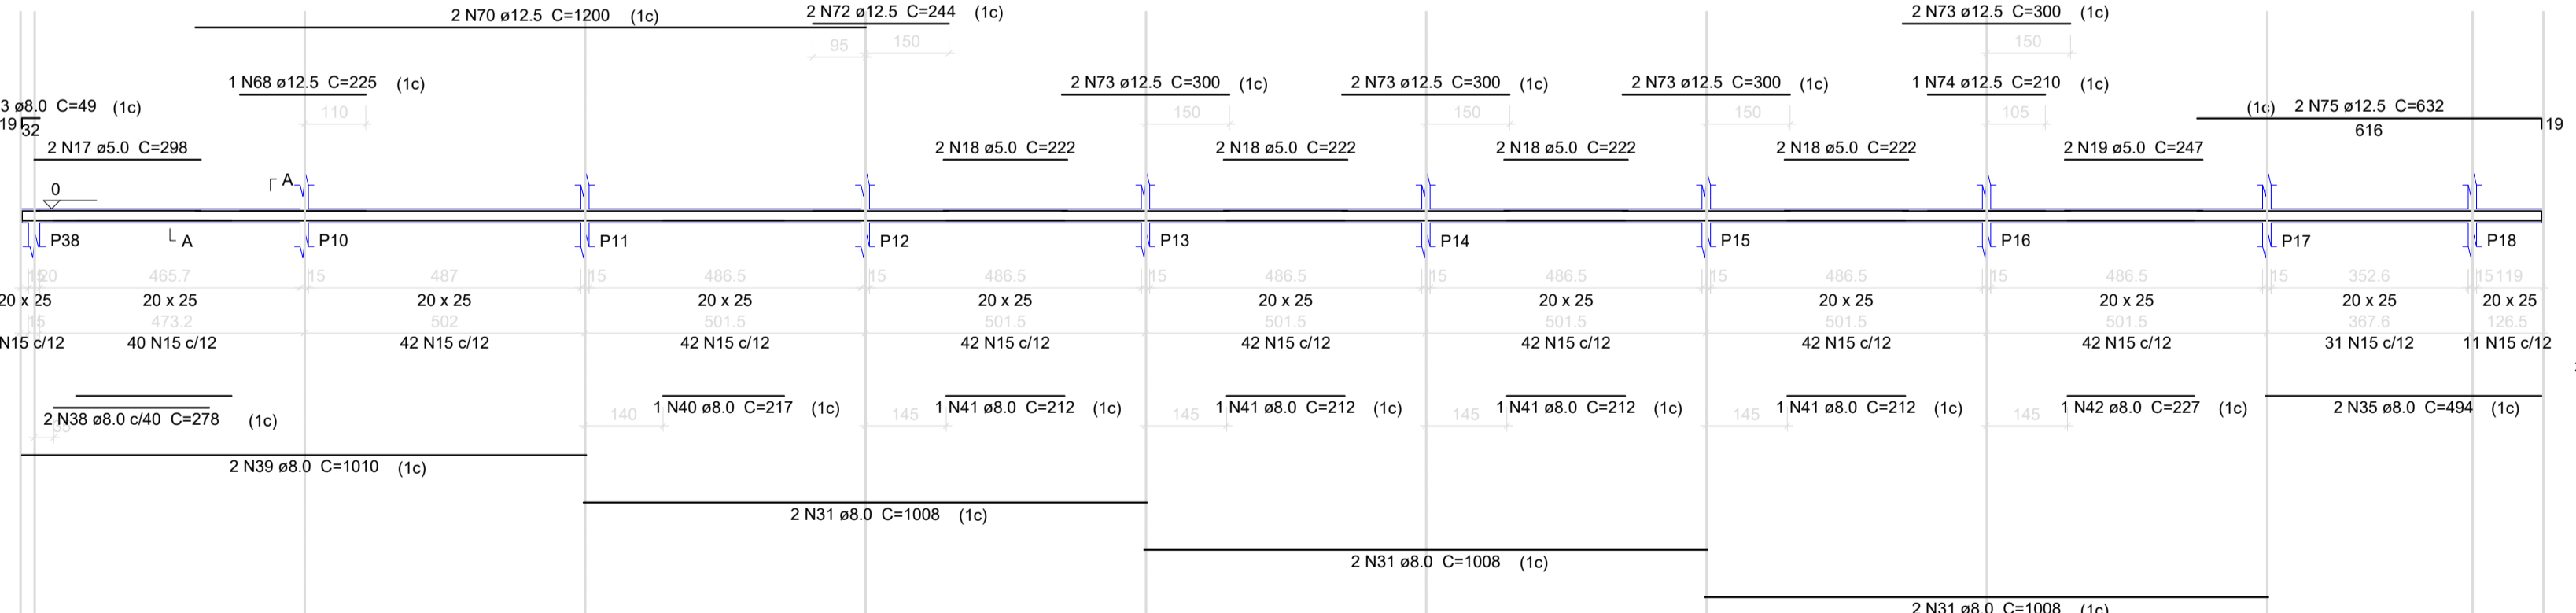 2 N70 ø12.5 C=1200 (1c)
2 N72 ø12.5 C=244 (1c)
2 N73 ø12.5 C=300 (1c)
95
150
150
1 N68 ø12.5 C=225 (1c)
2 N73 ø12.5 C=300 (1c)
2 N73 ø12.5 C=300 (1c)
2 N73 ø12.5 C=300 (1c)
1 N74 ø12.5 C=210 (1c)
3 ø8.0 C=49 (1c)
110
150
150
150
105
(1c) 2 N75 ø12.5 C=632
19
32
616
19
2 N17 ø5.0 C=298
2 N18 ø5.0 C=222
2 N18 ø5.0 C=222
2 N18 ø5.0 C=222
2 N18 ø5.0 C=222
2 N19 ø5.0 C=247
A
0
P38
A
P10
P11
P12
P13
P14
P15
P16
P17
P18
20 465.7 15 487 15 486.5 15 486.5 15 486.5 15 486.5 15 486.5 15 486.5 15 352.6 15 119
20 x 25 20 x 25 20 x 25 20 x 25 20 x 25 20 x 25 20 x 25 20 x 25 20 x 25 20 x 25 20 x 25
15 473.2 502 501.5 501.5 501.5 501.5 501.5 501.5 367.6 126.5
N15 c/12 40 N15 c/12 42 N15 c/12 42 N15 c/12 42 N15 c/12 42 N15 c/12 42 N15 c/12 42 N15 c/12 42 N15 c/12 31 N15 c/12 11 N15 c/12
2 N38 ø8.0 c/40 C=278 (1c)
140
1 N40 ø8.0 C=217 (1c)
145
1 N41 ø8.0 C=212 (1c)
145
1 N41 ø8.0 C=212 (1c)
145
1 N41 ø8.0 C=212 (1c)
145
1 N41 ø8.0 C=212 (1c)
145
1 N42 ø8.0 C=227 (1c)
2 N35 ø8.0 C=494 (1c)
2 N39 ø8.0 C=1010 (1c)
2 N31 ø8.0 C=1008 (1c)
2 N31 ø8.0 C=1008 (1c)
2 N31 ø8.0 C=1008 (1c)